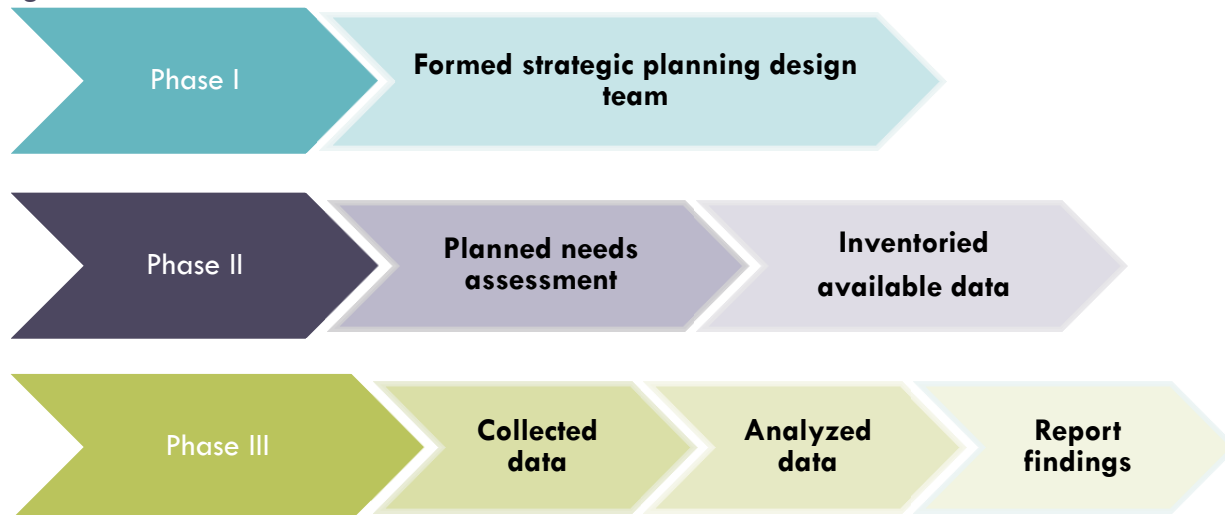 Phase I
Formed strategic planning design
team
Phase II
Planned needs
assessment
Inventoried
available data
Phase III
Collected
data
Analyzed
data
Report
findings